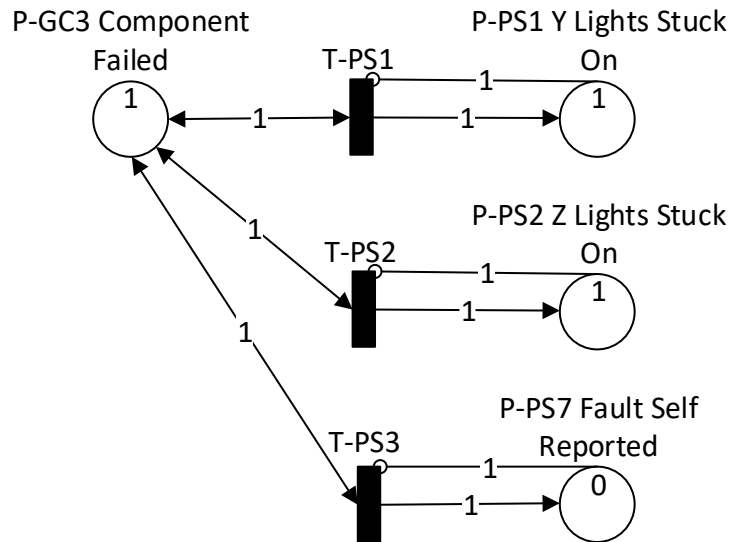 P-GC3 Component
Failed
1
T-PS1
P-PS1 Y Lights Stuck
On
1
1
1
1
T-PS2
P-PS2 Z Lights Stuck
On
1
1
1
1
T-PS3
P-PS7 Fault Self
Reported
0
1
1
1